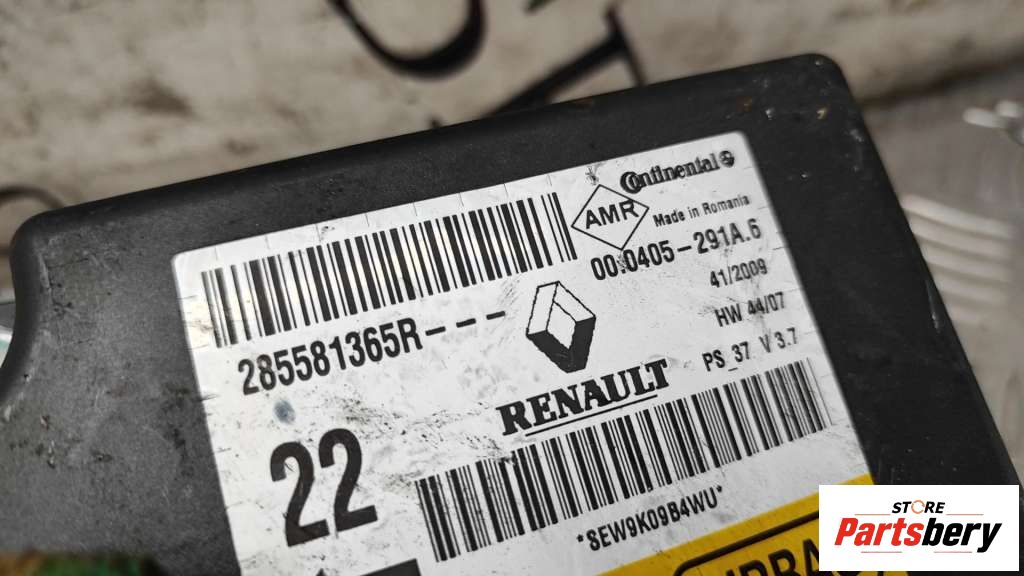 Continental
AMR
Made in Romania
00.0405-291A.6
41/2009
HW 44/07
PS_37_V 3.7
285581365R---
RENAULT
22
*SEW9K09B4WU*
STORE
Partsbery